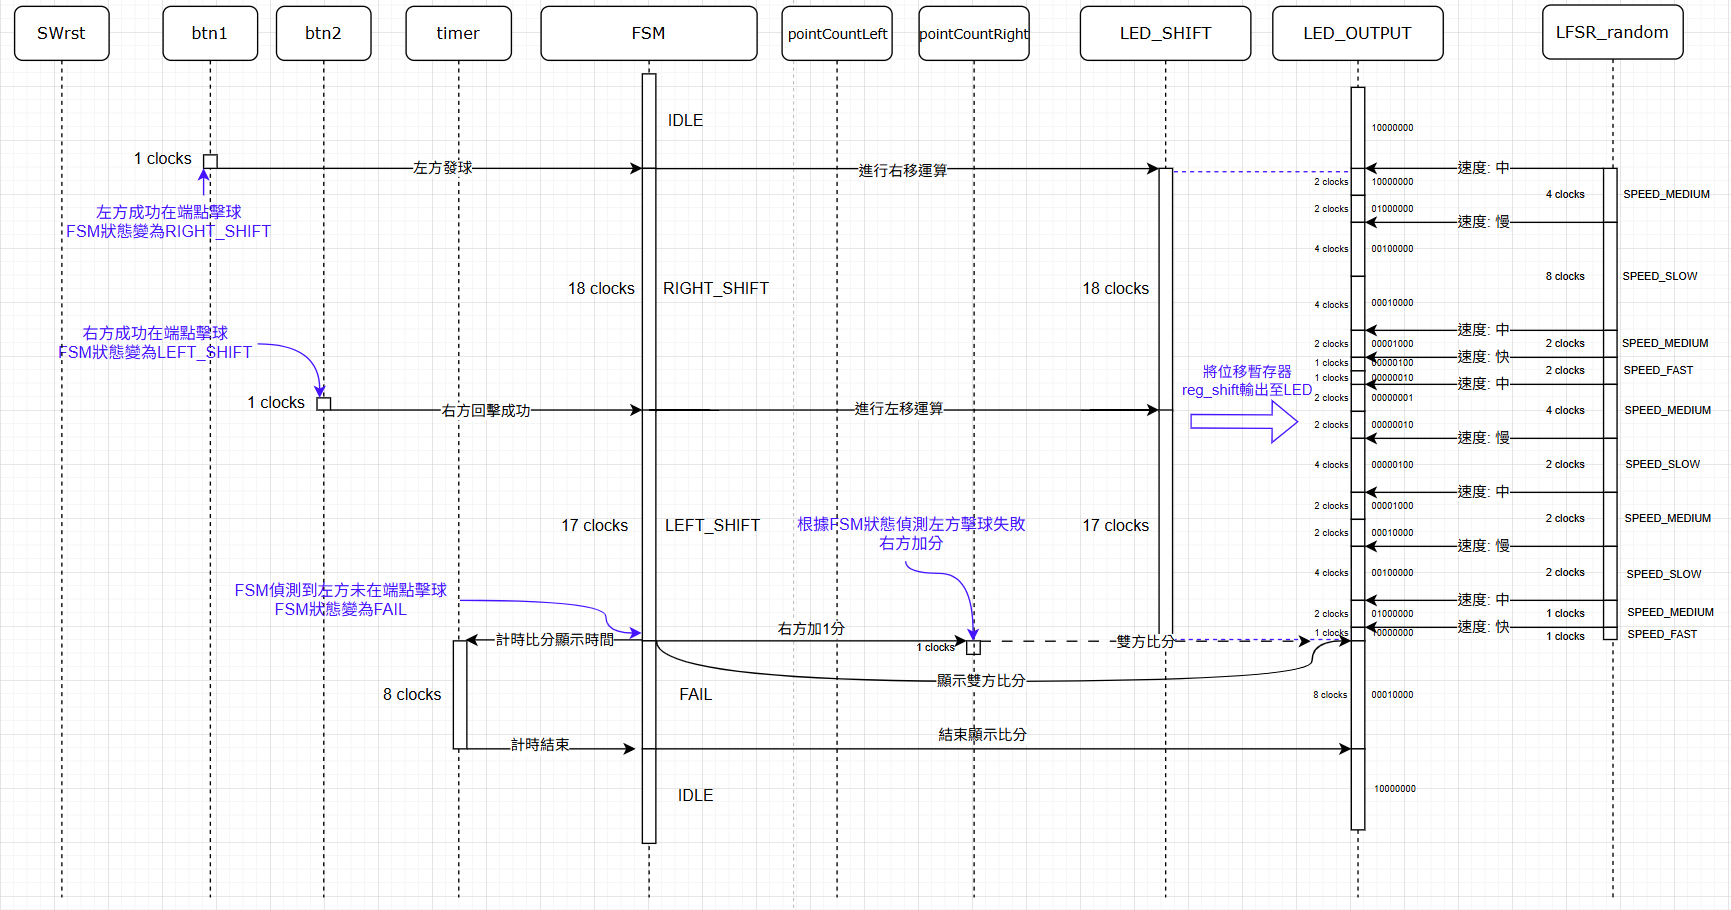 SWrst
btn1
btn2
timer
FSM
pointCountLeft
pointCountRight
LED_SHIFT
LED_OUTPUT
LFSR_random
IDLE
10000000
1 clocks
左方發球
進行右移運算
速度: 中
2 clocks
10000000
4 clocks
SPEED_MEDIUM
左方成功在端點擊球
FSM狀態變為RIGHT_SHIFT
2 clocks
01000000
速度: 慢
4 clocks
00100000
8 clocks
SPEED_SLOW
18 clocks
RIGHT_SHIFT
18 clocks
4 clocks
00010000
右方成功在端點擊球
FSM狀態變為LEFT_SHIFT
速度: 中
2 clocks
00001000
2 clocks
SPEED_MEDIUM
速度: 快
1 clocks
00000100
2 clocks
SPEED_FAST
將位移暫存器
reg_shift輸出至LED
1 clocks
00000010
速度: 中
2 clocks
00000001
1 clocks
右方回擊成功
進行左移運算
4 clocks
SPEED_MEDIUM
2 clocks
00000010
速度: 慢
4 clocks
00000100
2 clocks
SPEED_SLOW
速度: 中
2 clocks
00001000
17 clocks
LEFT_SHIFT
根據FSM狀態偵測左方擊球失敗
右方加分
17 clocks
2 clocks
SPEED_MEDIUM
2 clocks
00010000
速度: 慢
4 clocks
00100000
2 clocks
SPEED_SLOW
FSM偵測到左方未在端點擊球
FSM狀態變為FAIL
速度: 中
2 clocks
01000000
1 clocks
SPEED_MEDIUM
右方加1分
速度: 快
1 clocks
10000000
1 clocks
SPEED_FAST
計時比分顯示時間
1 clocks
雙方比分
顯示雙方比分
8 clocks
FAIL
8 clocks
00010000
計時結束
結束顯示比分
IDLE
10000000